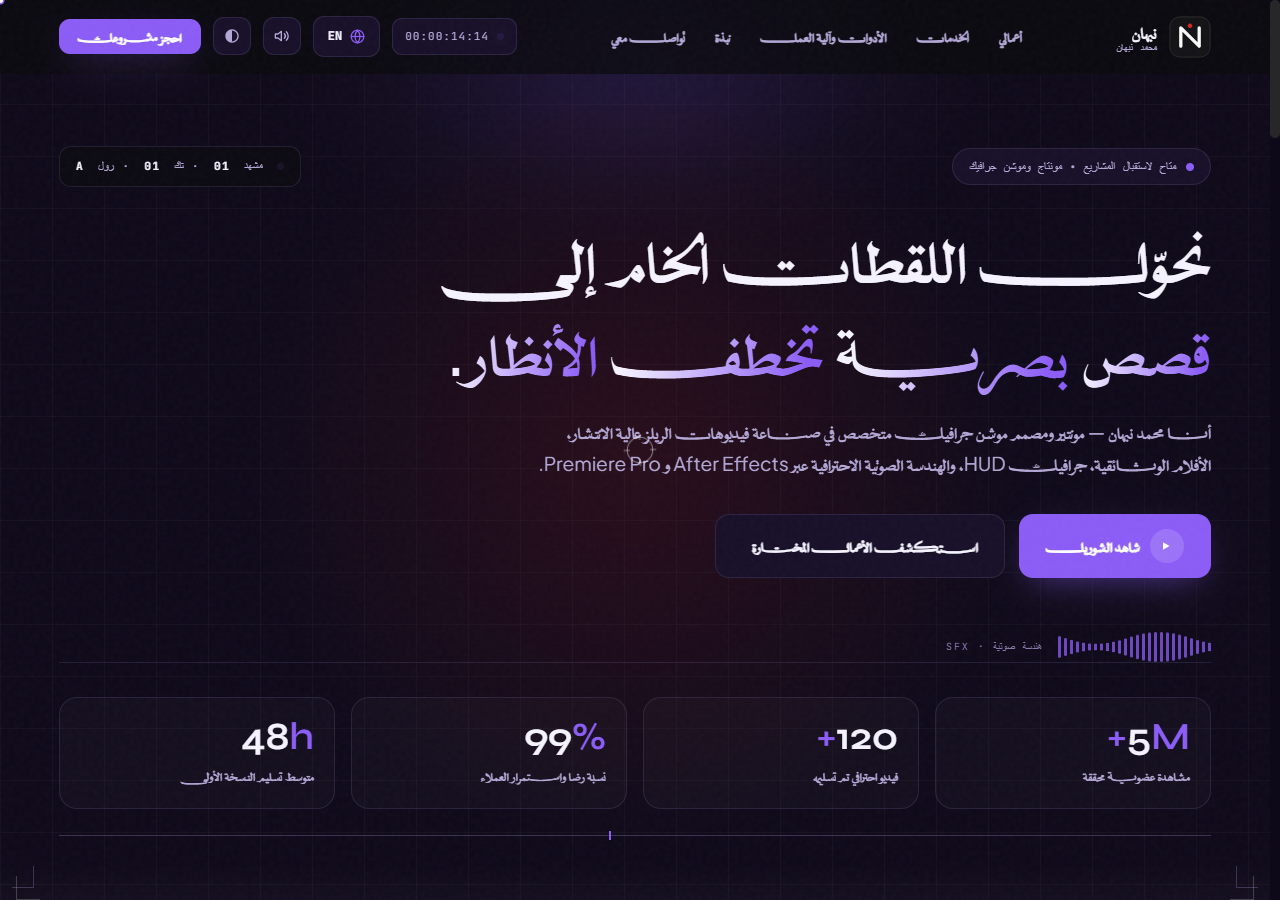 نبهان
محمد نبهان
أعمالي
الخدمات
الأدوات وآلية العمل
نبذة
تواصل معي
00:00:14:14
EN
احجز مشروعك
متاح لاستقبال المشاريع • مونتاج وموشن جرافيك
مشهد 01 · تك 01 · رول A
نحوّل اللقطات الخام إلى
قصص بصرية تخطف الأنظار.
أنا محمد نبهان — مونتير ومصمم موشن جرافيك متخصص في صناعة فيديوهات الريلز عالية الانتشار،
الأفلام الوثائقية، جرافيك HUD، والهندسة الصوتية الاحترافية عبر After Effects و Premiere Pro.
شاهد الشوريل
استكشف الأعمال المختارة
هندسة صوتية · SFX
+5M
مشاهدة عضوية محققة
+120
فيديو احترافي تم تسليمه
99%
نسبة رضا واستمرار العملاء
48h
متوسط تسليم النسخة الأولى